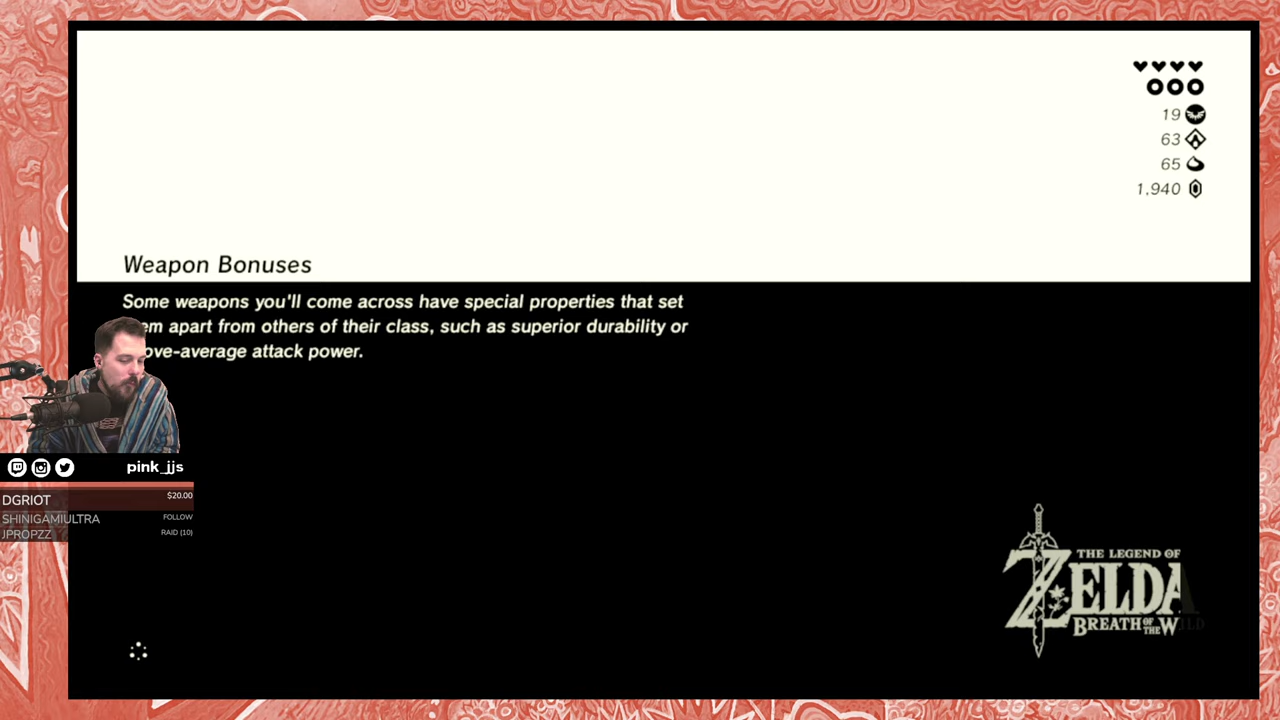 19
63
65
1.940
Weapon Bonuses
Some weapons you'll come across have special properties that set
apart from others of their class, such as superior durability or
attack power.
pink_jjs
DGRIOT $20.00
SHINIGAMIULTRA FOLLOW
JPROPZZ RAID (10)
THE LEGEND OF
ZELDA
BREATH OF THE WILD